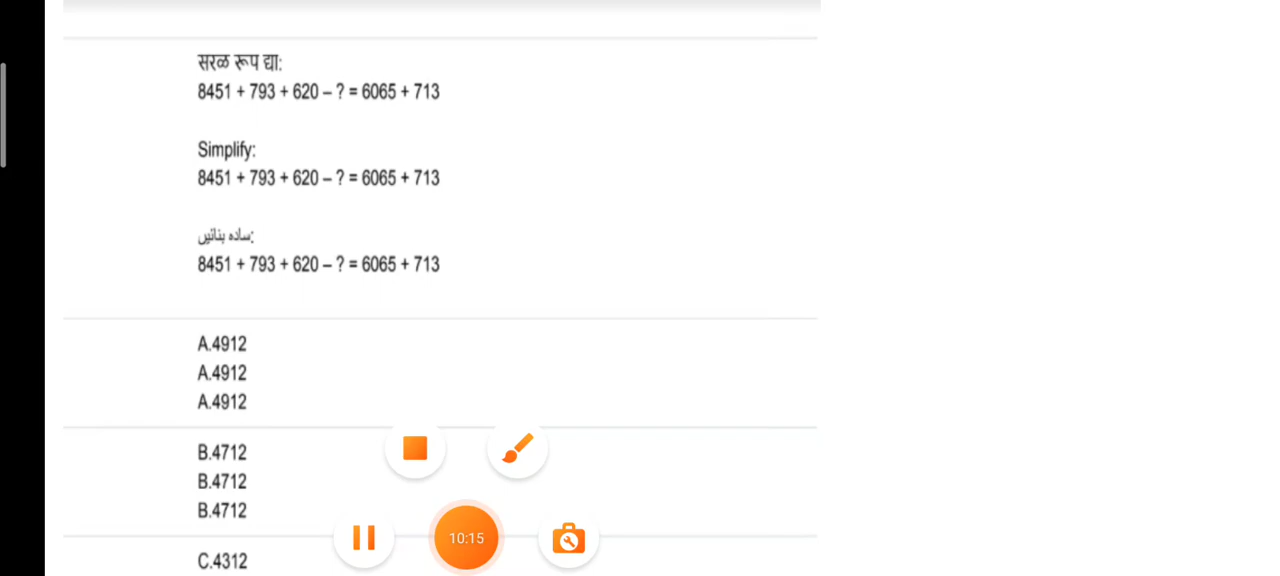 सरळ रूप द्या:
8451 + 793 + 620 – ? = 6065 + 713
Simplify:
8451 + 793 + 620 – ? = 6065 + 713
سادہ بنائیں:
8451 + 793 + 620 – ? = 6065 + 713
A.4912
A.4912
A.4912
B.4712
B.4712
B.4712
10:15
C.4312